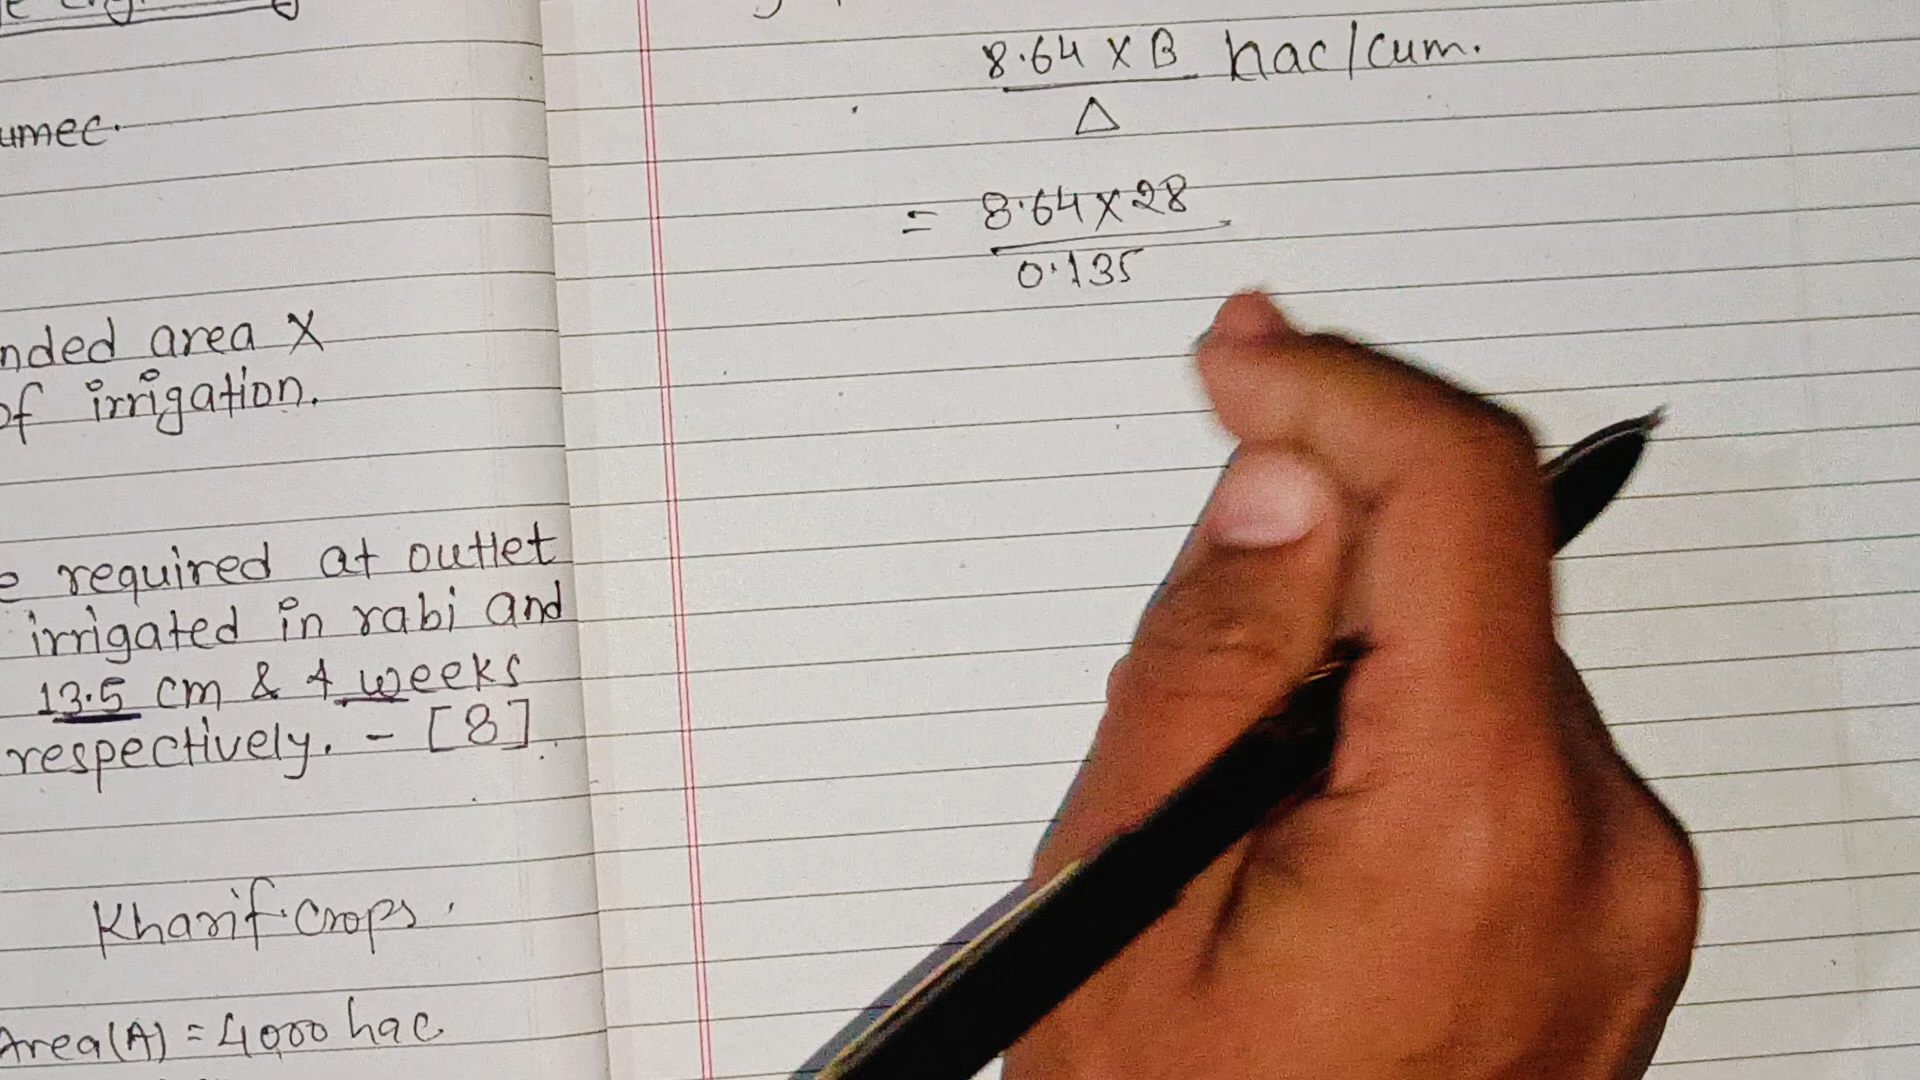 umec.
nded area X
of irrigation.
required at outlet
irrigated in rabi and
13.5 cm & 4 weeks
respectively. - [8].
Kharif Crops.
Area(A) = 4000 hac
8.64 X B hac/cum.
Δ
= 8.64 X 28
0.135